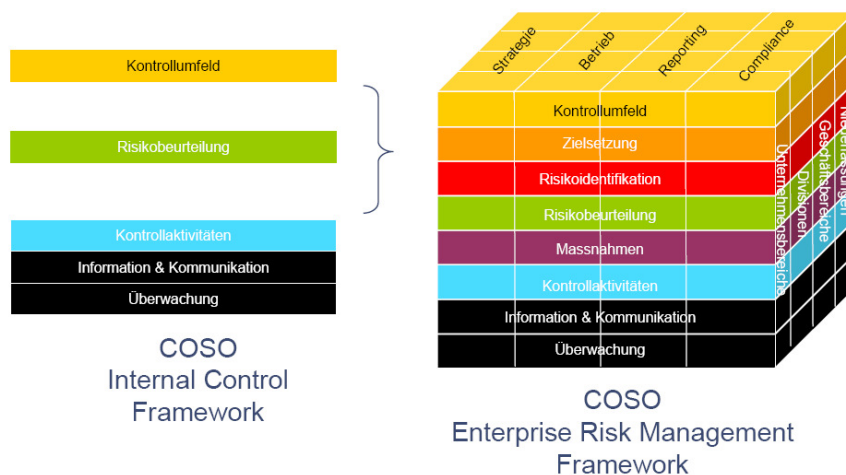 Kontrollumfeld
Risikobeurteilung
Kontrollaktivitäten
Information & Kommunikation
Überwachung
COSO
Internal Control
Framework
Strategie
Betrieb
Reporting
Compliance
Kontrollumfeld
Zielsetzung
Risikoidentifikation
Risikobeurteilung
Massnahmen
Kontrollaktivitäten
Information & Kommunikation
Überwachung
Unternehmensbereiche
Divisionen
Geschäftsbereiche
Niederlassungen
COSO
Enterprise Risk Management
Framework